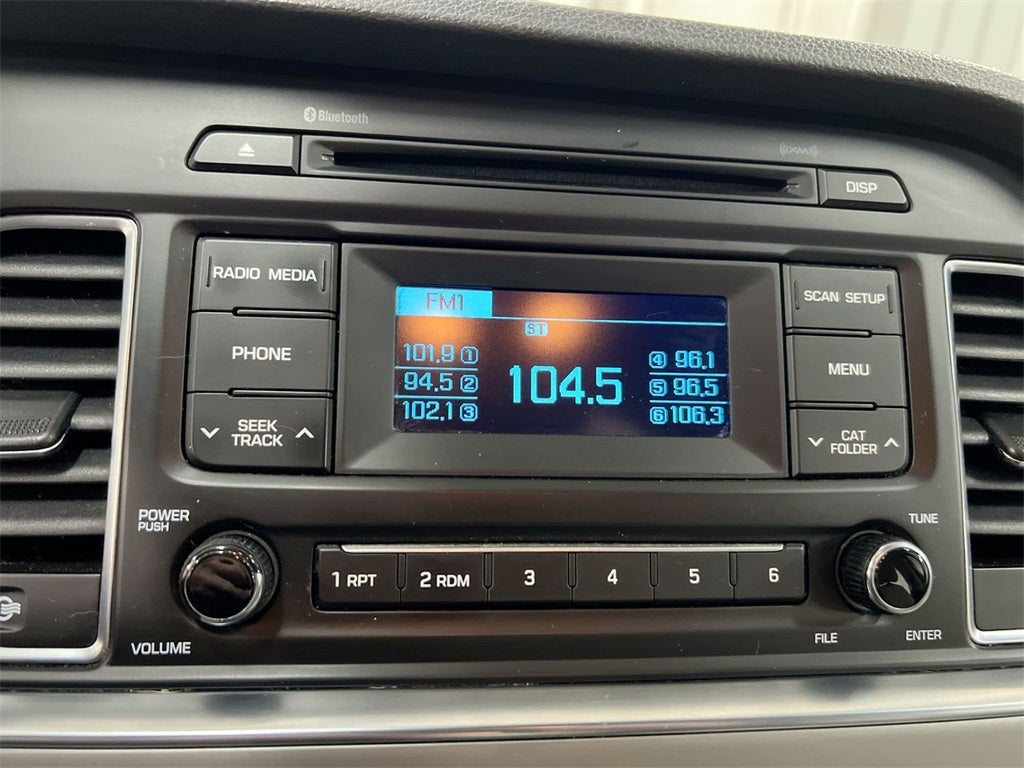 Bluetooth
((XM))
DISP
RADIO MEDIA
PHONE
SEEK
TRACK
FM1
ST
101.9 1
94.5 2
102.1 3
104.5
4 96.1
5 96.5
6 106.3
SCAN SETUP
MENU
CAT
FOLDER
POWER
PUSH
VOLUME
1 RPT
2 RDM
3
4
5
6
TUNE
FILE
ENTER